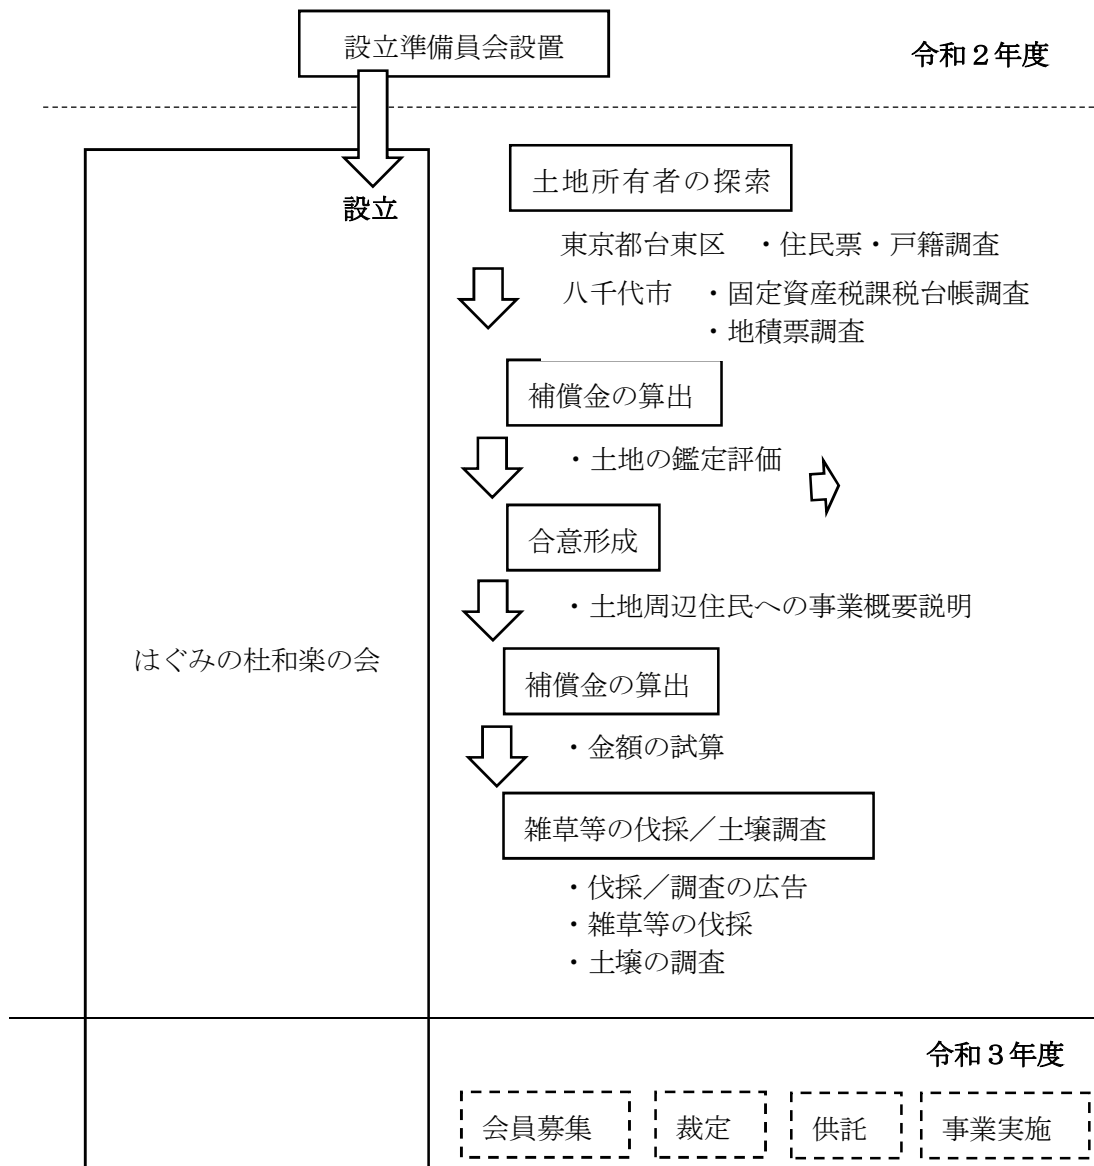 設立準備員会設置
令和２年度
設立
土地所有者の探索
東京都台東区　・住民票・戸籍調査
八千代市　・固定資産税課税台帳調査
・地積票調査
補償金の算出
・土地の鑑定評価
合意形成
・土地周辺住民への事業概要説明
はぐみの杜和楽の会
補償金の算出
・金額の試算
雑草等の伐採／土壌調査
・伐採／調査の広告
・雑草等の伐採
・土壌の調査
令和３年度
会員募集
裁定
供託
事業実施